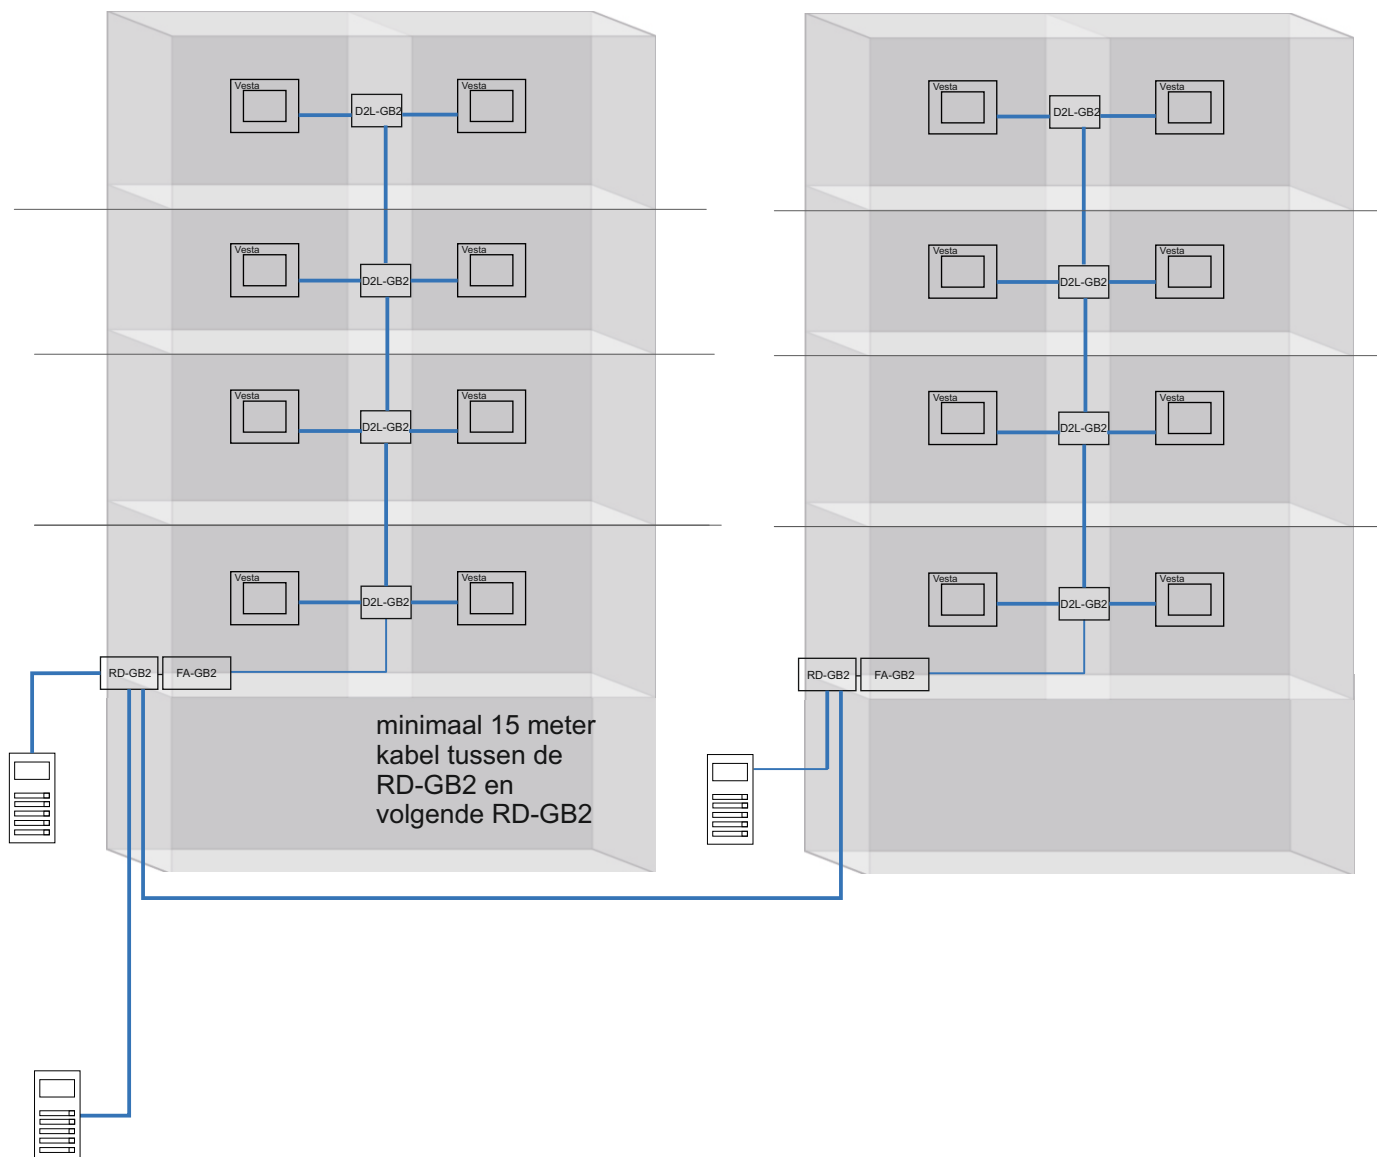 Vesta
D2L-GB2
Vesta
Vesta
D2L-GB2
Vesta
Vesta
D2L-GB2
Vesta
Vesta
D2L-GB2
Vesta
Vesta
D2L-GB2
Vesta
Vesta
D2L-GB2
Vesta
Vesta
D2L-GB2
Vesta
Vesta
D2L-GB2
Vesta
RD-GB2
FA-GB2
RD-GB2
FA-GB2
minimaal 15 meter
kabel tussen de
RD-GB2 en
volgende RD-GB2